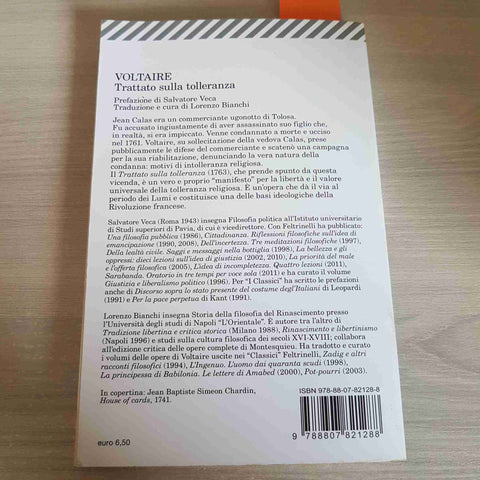 VOLTAIRE
Trattato sulla tolleranza
Prefazione di Salvatore Veca
Traduzione e cura di Lorenzo Bianchi
Jean Calas era un commerciante ugonotto di Tolosa.
Fu accusato ingiustamente di aver assassinato suo figlio che,
in realtà, si era impiccato. Venne condannato a morte e ucciso
nel 1761. Voltaire, su sollecitazione della vedova Calas, prese
pubblicamente le difese del commerciante e scatenò una campagna
per la sua riabilitazione, denunciando la vera natura della
condanna: motivi di intolleranza religiosa.
Il Trattato sulla tolleranza (1763), che prende spunto da questa
vicenda, è un vero e proprio “manifesto” per la libertà e il valore
universale della tolleranza religiosa. È un'opera che dà il via al
periodo dei Lumi e costituisce una delle basi ideologiche della
Rivoluzione francese.
Salvatore Veca (Roma 1943) insegna Filosofia politica all'Istituto universitario
di Studi superiori di Pavia, di cui è vicedirettore. Con Feltrinelli ha pubblicato:
Una filosofia pubblica (1986), Cittadinanza. Riflessioni filosofiche sull'idea di
emancipazione (1990, 2008), Dell'incertezza. Tre meditazioni filosofiche (1997),
Della lealtà civile. Saggi e messaggi nella bottiglia (1998), La bellezza e gli
oppressi: dieci lezioni sull'idea di giustizia (2002, 2010), La priorità del male
e l'offerta filosofica (2005), L'idea di incompletezza. Quattro lezioni (2011),
Sarabanda. Oratorio in tre tempi per voce sola (2011) e ha curato il volume
Giustizia e liberalismo politico (1996). Per “I Classici” ha scritto le prefazioni
anche di Discorso sopra lo stato presente del costume degl'Italiani di Leopardi
(1991) e Per la pace perpetua di Kant (1991).
Lorenzo Bianchi insegna Storia della filosofia del Rinascimento presso
l'Università degli studi di Napoli “L'Orientale”. È autore tra l'altro di
Tradizione libertina e critica storica (Milano 1988), Rinascimento e libertinismo
(Napoli 1996) e studi sulla cultura filosofica dei secoli XVI-XVIII; collabora
all'edizione critica delle opere complete di Montesquieu. Ha tradotto e curato
i volumi delle opere di Voltaire usciti nei “Classici” Feltrinelli, Zadig e altri
racconti filosofici (1994), L'Ingenuo. L'uomo dai quaranta scudi (1998),
La principessa di Babilonia. Le lettere di Amabed (2000), Pot-pourri (2003).
In copertina: Jean Baptiste Simeon Chardin,
House of cards, 1741.
ISBN 978-88-07-82128-8
9 788807 821288
euro 6,50